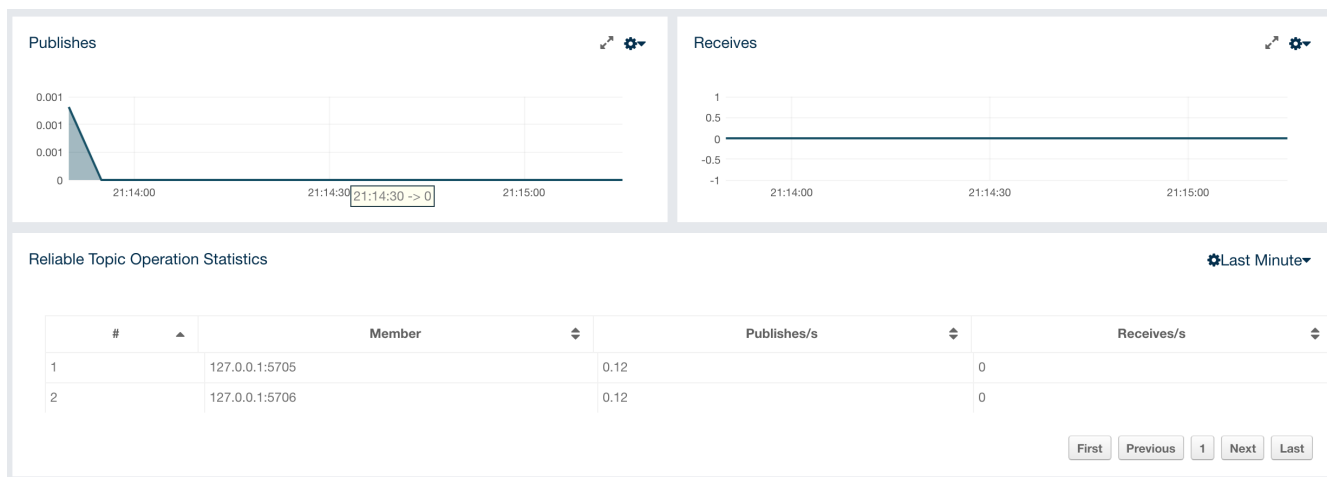 Publishes
0.001
0.001
0.001
0
21:14:00
21:14:30
21:15:00
21:14:30 -> 0
Receives
1
0.5
0
-0.5
-1
21:14:00
21:14:30
21:15:00
Reliable Topic Operation Statistics
Last Minute
# Member Publishes/s Receives/s
1 127.0.0.1:5705 0.12 0
2 127.0.0.1:5706 0.12 0
First Previous 1 Next Last